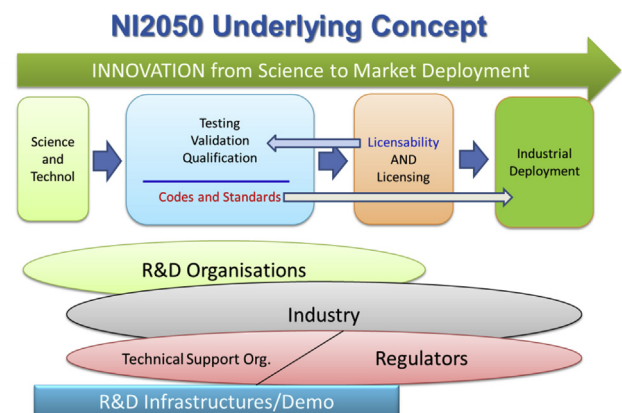 NI2050 Underlying Concept
INNOVATION from Science to Market Deployment
Science
and
Technol
Testing
Validation
Qualification
Codes and Standards
Licensability
AND
Licensing
Industrial
Deployment
R&D Organisations
Industry
Technical Support Org.
Regulators
R&D Infrastructures/Demo